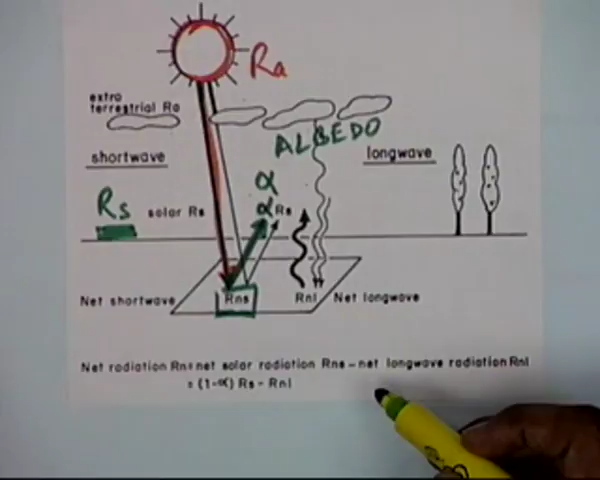 Ra
extro
terrestrial Ra
ALBEDO
shortwave
longwave
α
Rs
solar Rs
αRs
Net shortwave
Rns
Rnl
Net longwave
Net radiation Rn = net solar radiation Rns - net longwave radiation Rnl
= (1-α) Rs - Rnl